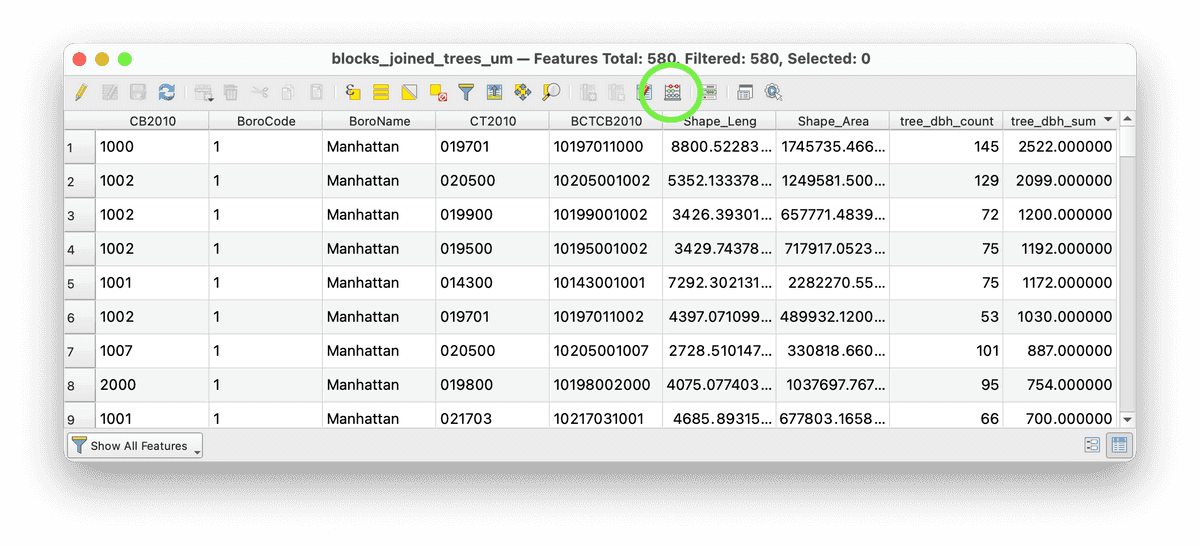 blocks_joined_trees_um — Features Total: 580, Filtered: 580, Selected: 0
CB2010 BoroCode BoroName CT2010 BCTCB2010 Shape_Leng Shape_Area tree_dbh_count tree_dbh_sum
1 1000 1 Manhattan 019701 10197011000 8800.52283... 1745735.466... 145 2522.000000
2 1002 1 Manhattan 020500 10205001002 5352.133378... 1249581.500... 129 2099.000000
3 1002 1 Manhattan 019900 10199001002 3426.39301... 657771.4839... 72 1200.000000
4 1002 1 Manhattan 019500 10195001002 3429.74378... 717917.0523... 75 1192.000000
5 1001 1 Manhattan 014300 10143001001 7292.302131... 2282270.55... 75 1172.000000
6 1002 1 Manhattan 019701 10197011002 4397.071099... 489932.1200... 53 1030.000000
7 1007 1 Manhattan 020500 10205001007 2728.510147... 330818.660... 101 887.000000
8 2000 1 Manhattan 019800 10198002000 4075.077403... 1037697.767... 95 754.000000
9 1001 1 Manhattan 021703 10217031001 4685.89315... 677803.1658... 66 700.000000
Show All Features